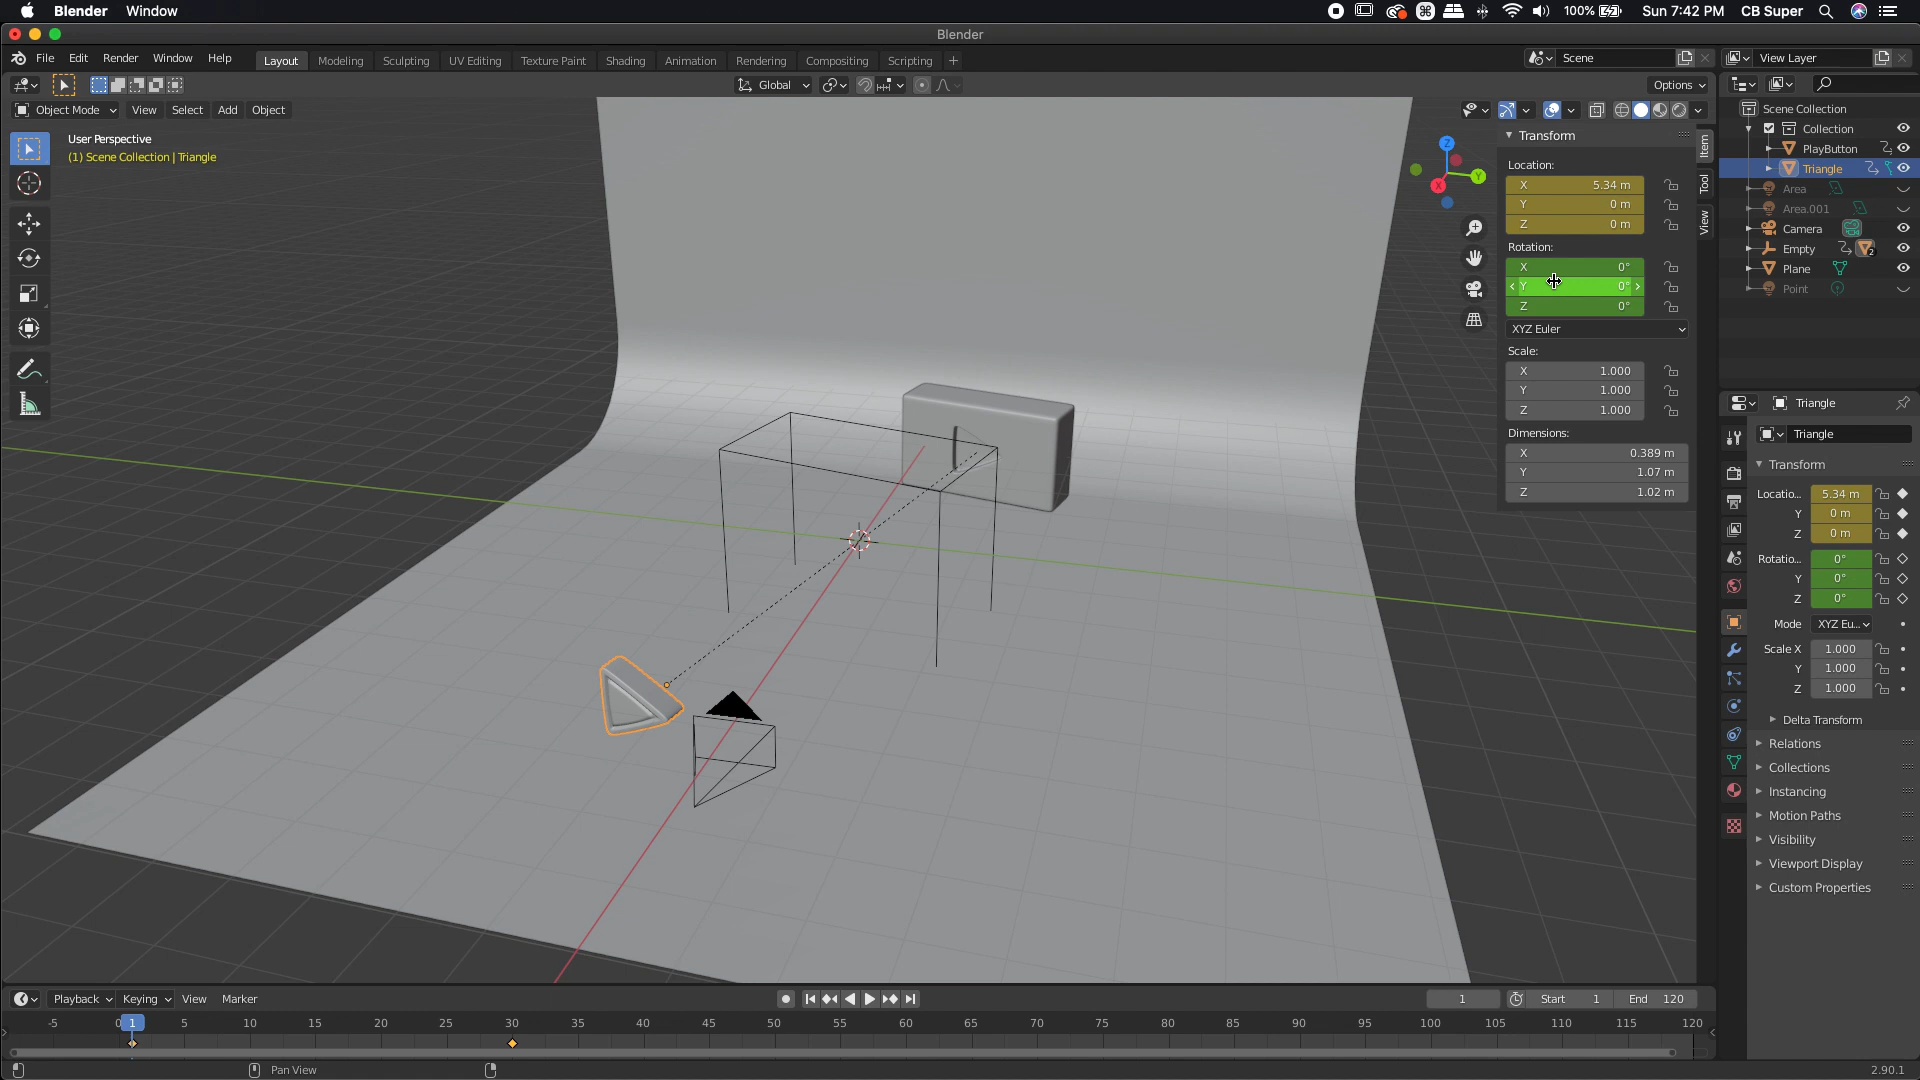 Blender Window 100% Sun 7:42 PM CB Super
Blender
File Edit Render Window Help Layout Modeling Sculpting UV Editing Texture Paint Shading Animation Rendering Compositing Scripting + Scene View Layer
Global Options
Object Mode View Select Add Object
User Perspective
(1) Scene Collection | Triangle
Z
Y
X
Transform
Location:
X 5.34 m
Y 0 m
Z 0 m
Rotation:
X 0°
Y 0°
Z 0°
XYZ Euler
Scale:
X 1.000
Y 1.000
Z 1.000
Dimensions:
X 0.389 m
Y 1.07 m
Z 1.02 m
Item
Tool
View
Scene Collection
Collection
PlayButton
Triangle
Area
Area.001
Camera
Empty 2
Plane
Point
Triangle
Triangle
Transform
Locatio... 5.34 m
Y 0 m
Z 0 m
Rotatio... 0°
Y 0°
Z 0°
Mode XYZ Eu...
Scale X 1.000
Y 1.000
Z 1.000
Delta Transform
Relations
Collections
Instancing
Motion Paths
Visibility
Viewport Display
Custom Properties
Playback Keying View Marker 1 Start 1 End 120
-5 0 1 5 10 15 20 25 30 35 40 45 50 55 60 65 70 75 80 85 90 95 100 105 110 115 120
Pan View 2.90.1